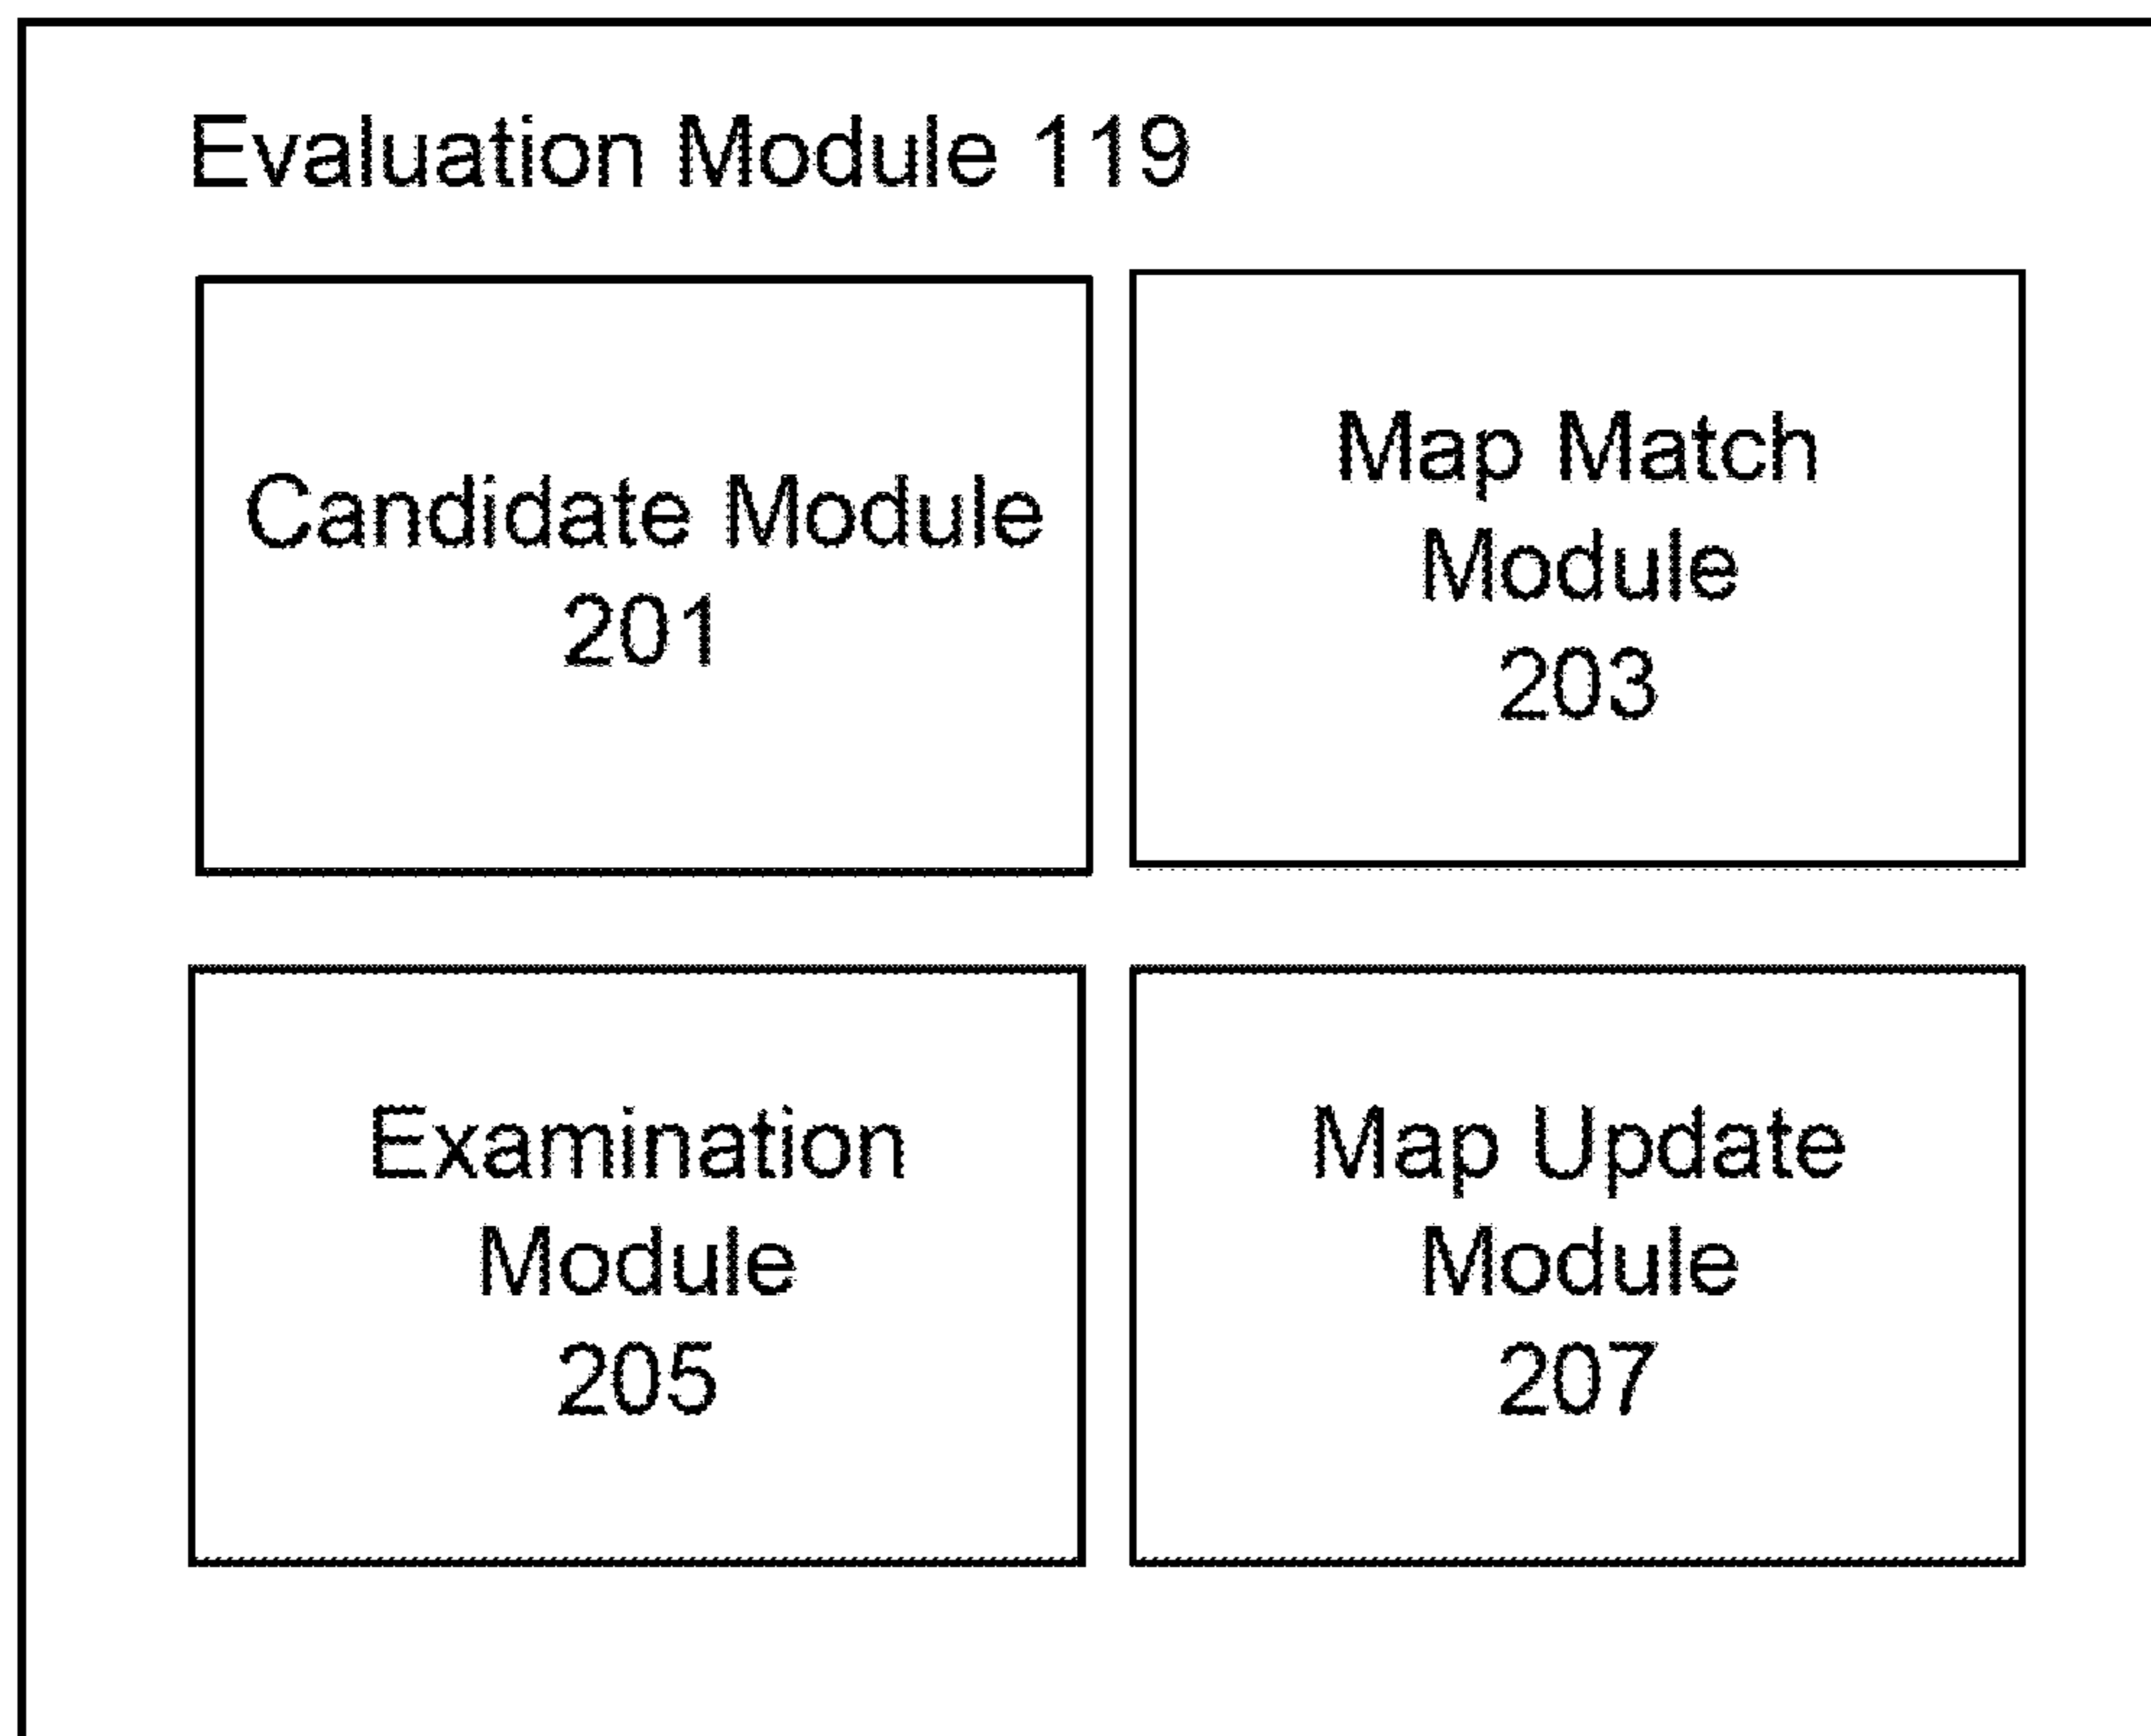 Evaluation Module 119
Candidate Module
201
Map Match
Module
203
Examination
Module
205
Map Update
Module
207